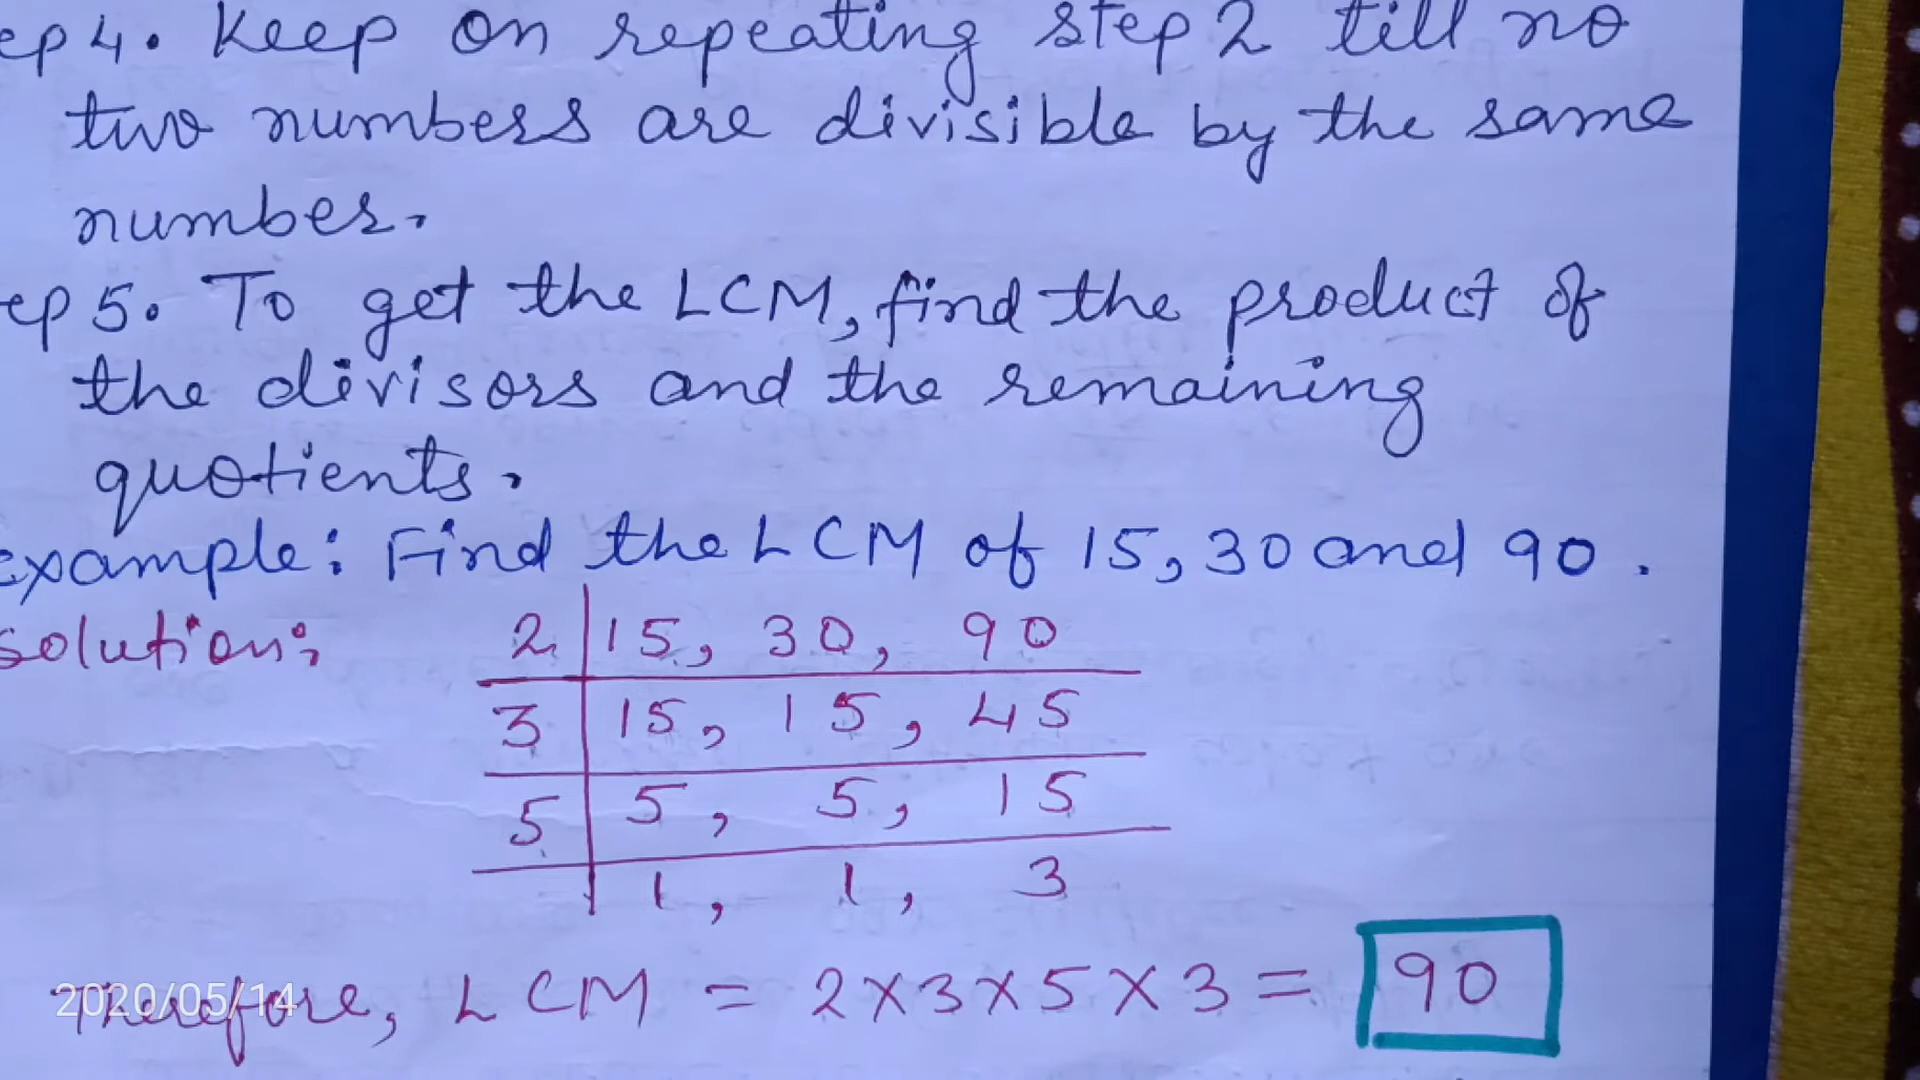 ep 4. Keep on repeating step 2 till no
two numbers are divisible by the same
number.
ep 5. To get the LCM, find the product of
the divisors and the remaining
quotients.
Example: Find the LCM of 15, 30 and 90.
Solution:
2 | 15, 30, 90
3 | 15, 15, 45
5 | 5, 5, 15
| 1, 1, 3
Therefore, LCM = 2×3×5×3 = 90
2020/05/14